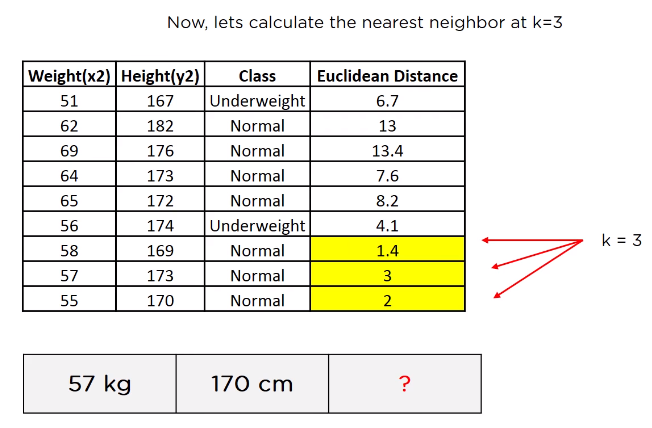 Now, lets calculate the nearest neighbor at k=3
Weight(x2) Height(y2) Class Euclidean Distance
51 167 Underweight 6.7
62 182 Normal 13
69 176 Normal 13.4
64 173 Normal 7.6
65 172 Normal 8.2
56 174 Underweight 4.1
58 169 Normal 1.4
57 173 Normal 3
55 170 Normal 2
k = 3
57 kg 170 cm ?